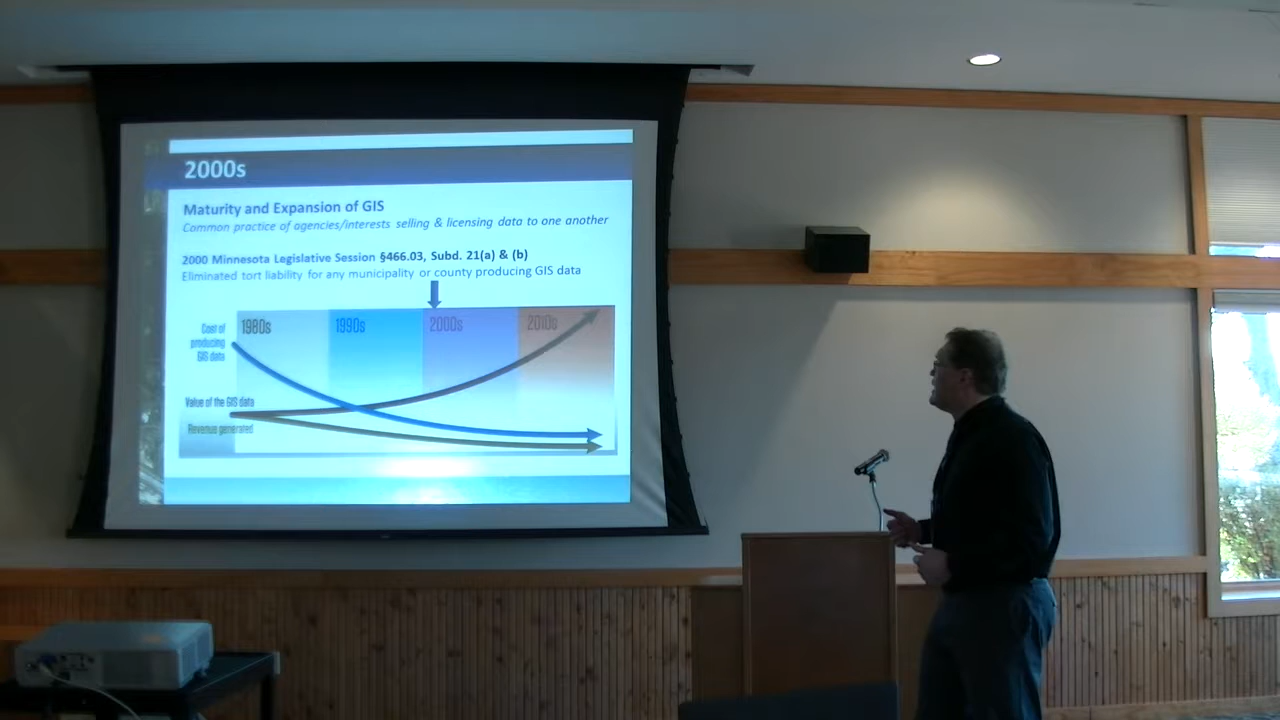 2000s
Maturity and Expansion of GIS
Common practice of agencies/interests selling & licensing data to one another
2000 Minnesota Legislative Session §466.03, Subd. 21(a) & (b)
Eliminated tort liability for any municipality or county producing GIS data
1980s 1990s 2000s 2010s
Cost of
producing
GIS data
Value of the GIS data
Revenue generated